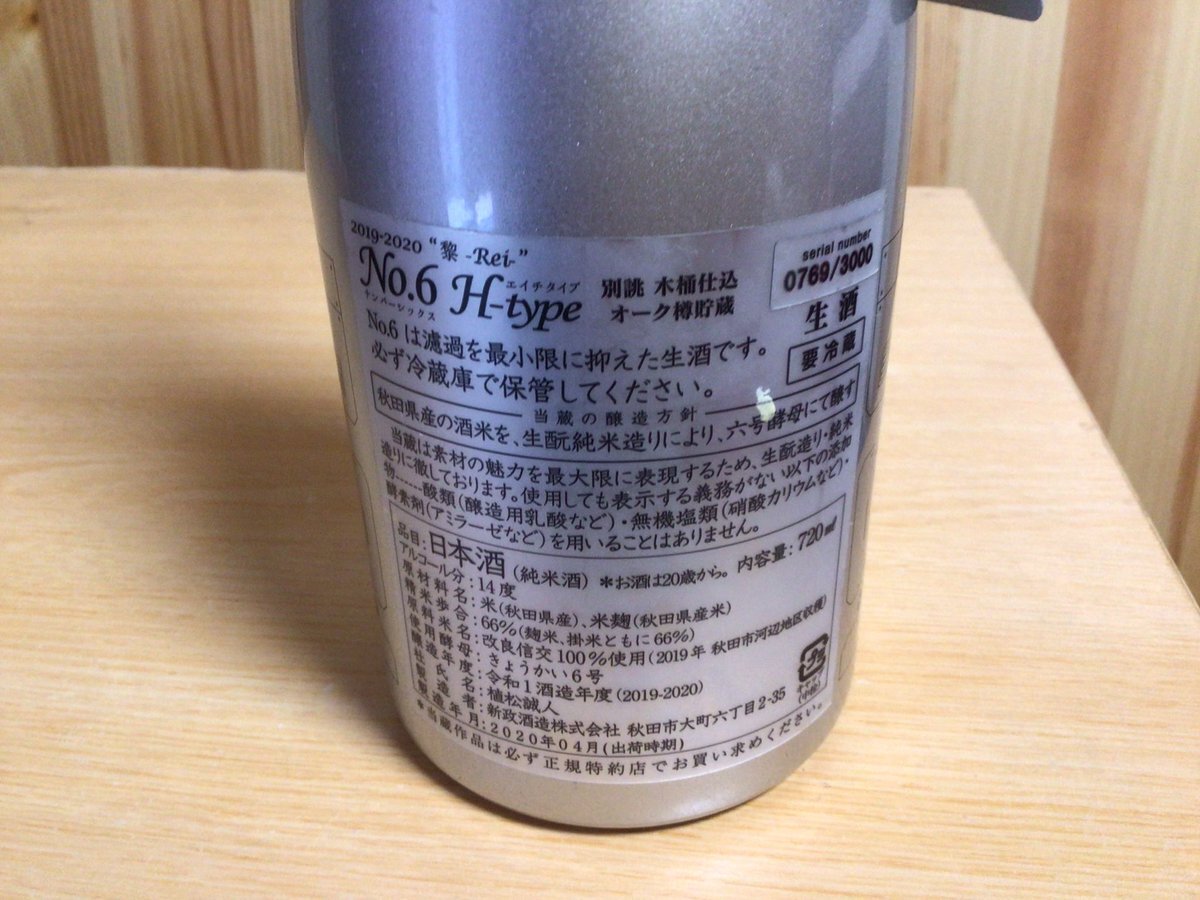 2019-2020 “黎 -Rei-”
serial number
0769/3000
No.6 H-type
ナンバーシックス エイチタイプ
別誂 木桶仕込
オーク樽貯蔵
生酒
要冷蔵
No.6 は濾過を最小限に抑えた生酒です。
必ず冷蔵庫で保管してください。
当蔵の醸造方針
秋田県産の酒米を、生酛純米造りにより、六号酵母にて醸す
当蔵は素材の魅力を最大限に表現するため、生酛造り・純米
造りに徹しております。使用しても表示する義務がない以下の添加
物……酸類（醸造用乳酸など）・無機塩類（硝酸カリウムなど）・
酵素剤（アミラーゼなど）を用いることはありません。
品目：日本酒（純米酒） *お酒は20歳から。 内容量：720㎖
アルコール分：14度
原材料名：米（秋田県産）、米麹（秋田県産米）
精米歩合：66%（麹米、掛米ともに66%）
原料米名：改良信交100%使用（2019年 秋田市河辺地区収穫）
使用酵母：きょうかい6号
醸造年度：令和1酒造年度（2019-2020）
杜氏名：植松誠人
製造者：新政酒造株式会社 秋田市大町六丁目2-35
製造年月：2020年04月（出荷時期）
*当蔵作品は必ず正規特約店でお買い求めください。